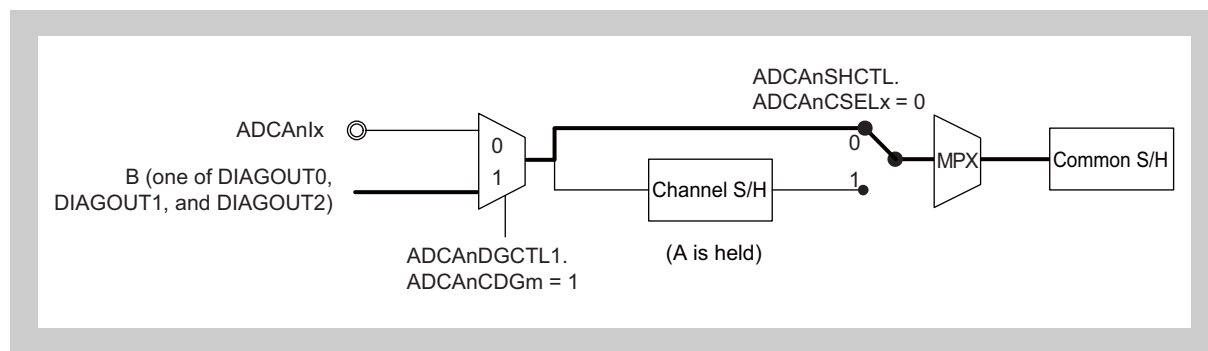 ADCAnSHCTL.
ADCAnCSELx = 0
ADCAnIx
0
0
B (one of DIAGOUT0,
DIAGOUT1, and DIAGOUT2)
1
MPX
Common S/H
Channel S/H
1
ADCAnDGCTL1.
ADCAnCDGm = 1
(A is held)